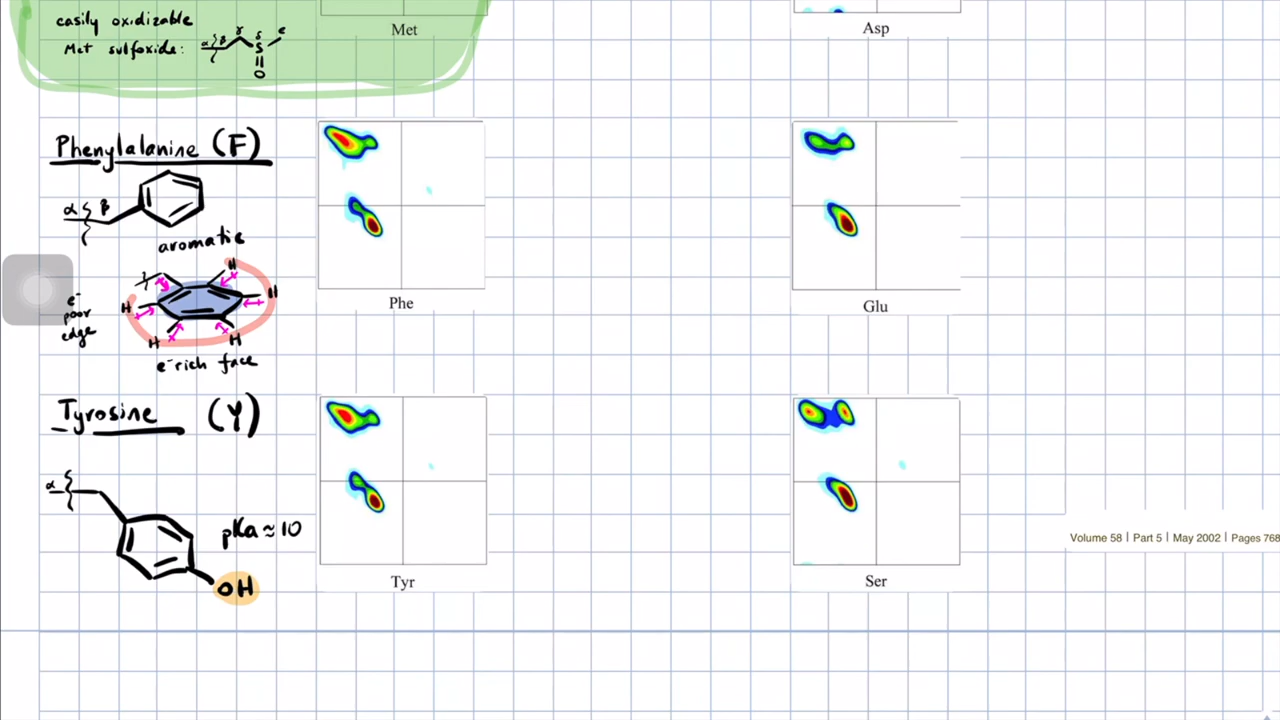 easily oxidizable
Met sulfoxide:
α β γ δ ε
S
O
Met
Asp
Phenylalanine (F)
α β
aromatic
H
H
H
H
H
e⁻
poor
edge
e⁻rich face
Phe
Glu
Tyrosine (Y)
α
pKa ≈ 10
OH
Tyr
Ser
Volume 58 | Part 5 | May 2002 | Pages 768